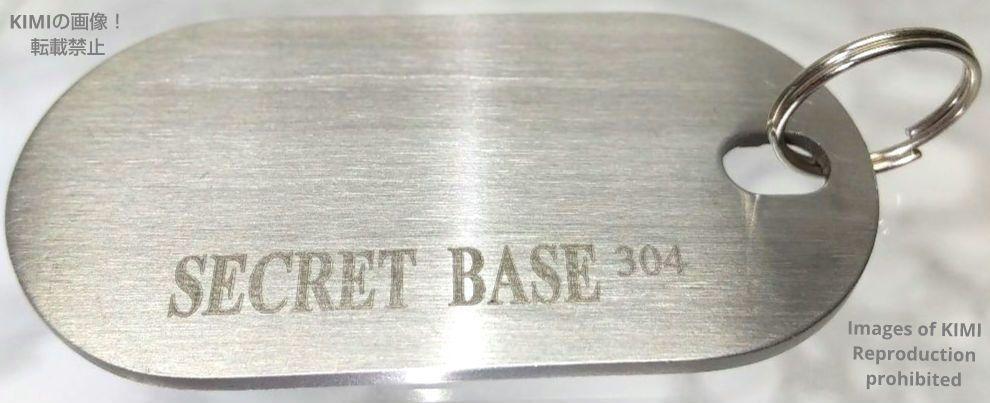 KIMIの画像！
転載禁止
SECRET BASE 304
Images of KIMI
Reproduction
prohibited